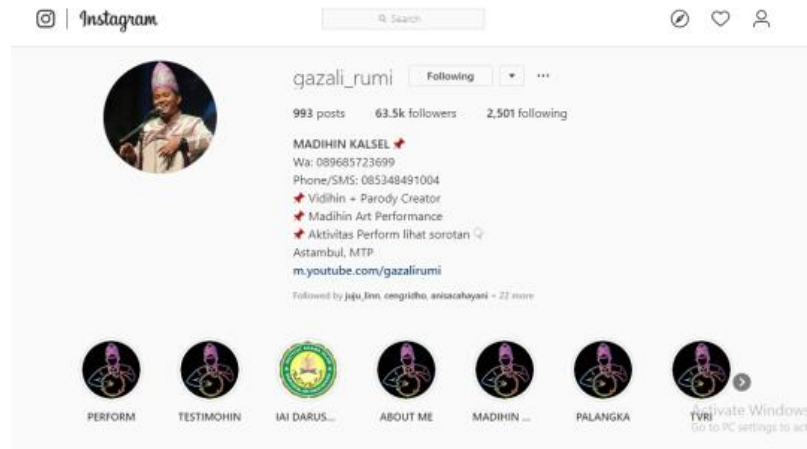 Instagram
Search
gazali_rumi Following ...
993 posts 63.5k followers 2,501 following
MADIHIN KALSEL
Wa: 089685723699
Phone/SMS: 085348491004
Vidihin + Parody Creator
Madihin Art Performance
Aktivitas Perform lihat sorotan
Astambul, MTP
m.youtube.com/gazalirumi
Followed by juju_linn, cengridho, anisacahayani + 22 more
PERFORM TESTIMOHIN IAI DARUS... ABOUT ME MADIHIN ... PALANGKA TVRI
Activate Windows
Go to PC settings to act